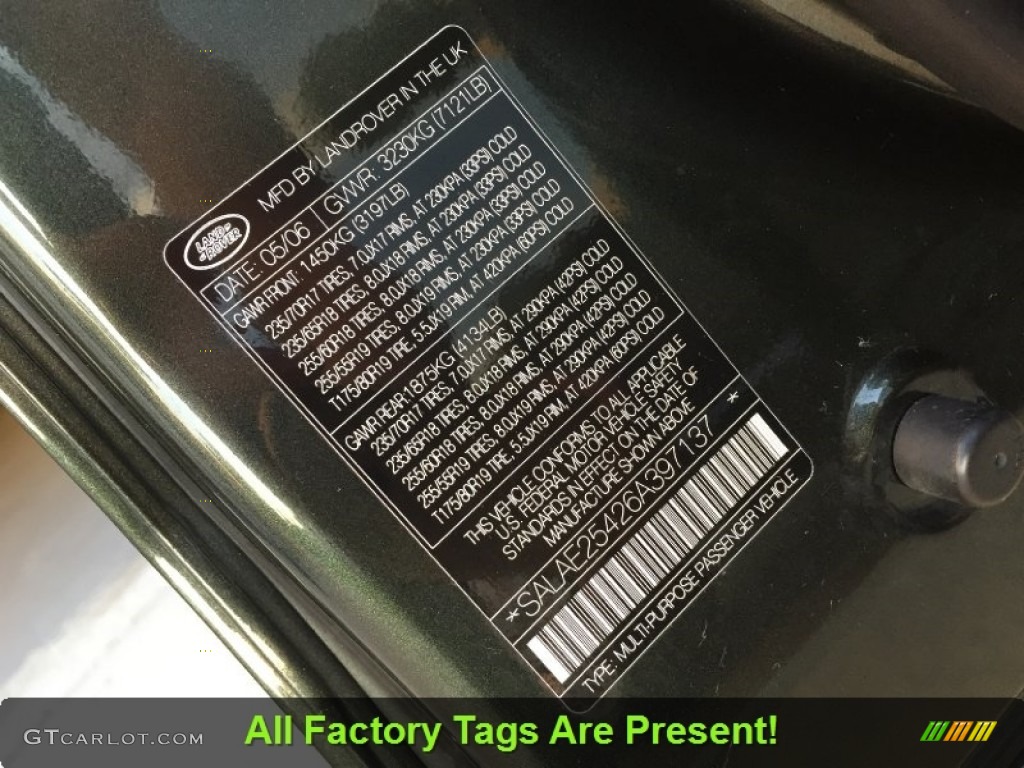 LAND ROVER
MFD BY LANDROVER IN THE UK
DATE: 05/06 GVWR: 3230KG (7121LB)
GAWR FRONT: 1450KG (3197LB)
235/70R17 TIRES, 7.0JX17 RIMS, AT 230KPA (33PSI) COLD
235/65R18 TIRES, 8.0JX18 RIMS, AT 230KPA (33PSI) COLD
255/60R18 TIRES, 8.0JX18 RIMS, AT 230KPA (33PSI) COLD
255/55R19 TIRES, 8.0JX19 RIMS, AT 230KPA (33PSI) COLD
T175/80R19 TIRE, 5.5JX19 RIM, AT 420KPA (60PSI) COLD
GAWR REAR: 1875KG (4134LB)
235/70R17 TIRES, 7.0JX17 RIMS, AT 290KPA (42PSI) COLD
235/65R18 TIRES, 8.0JX18 RIMS, AT 290KPA (42PSI) COLD
255/60R18 TIRES, 8.0JX18 RIMS, AT 290KPA (42PSI) COLD
255/55R19 TIRES, 8.0JX19 RIMS, AT 290KPA (42PSI) COLD
T175/80R19 TIRE, 5.5JX19 RIM, AT 420KPA (60PSI) COLD
THIS VEHICLE CONFORMS TO ALL APPLICABLE
U.S. FEDERAL MOTOR VEHICLE SAFETY
STANDARDS IN EFFECT ON THE DATE OF
MANUFACTURE SHOWN ABOVE
*SALAE25426A397137 *
TYPE: MULTI-PURPOSE PASSENGER VEHICLE
GTCARLOT.COM
All Factory Tags Are Present!